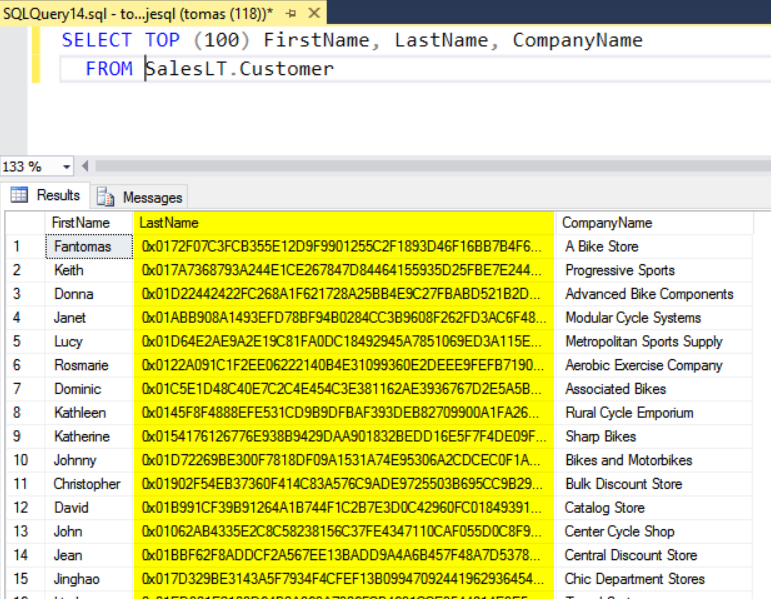 SQLQuery14.sql - to...jesql (tomas (118))*
SELECT TOP (100) FirstName, LastName, CompanyName
FROM SalesLT.Customer
133 %
Results Messages
FirstName LastName CompanyName
1 Fantomas 0x0172F07C3FCB355E12D9F9901255C2F1893D46F16BB7B4F6... A Bike Store
2 Keith 0x017A7368793A244E1CE267847D84464155935D25FBE7E244... Progressive Sports
3 Donna 0x01D22442422FC268A1F621728A25BB4E9C27FBABD521B2D... Advanced Bike Components
4 Janet 0x01ABB908A1493EFD78BF94B0284CC3B9608F262FD3AC6F48... Modular Cycle Systems
5 Lucy 0x01D64E2AE9A2E19C81FA0DC18492945A7851069ED3A115E... Metropolitan Sports Supply
6 Rosmarie 0x0122A091C1F2EE06222140B4E31099360E2DEEE9FEFB7190... Aerobic Exercise Company
7 Dominic 0x01C5E1D48C40E7C2C4E454C3E381162AE3936767D2E5A5B... Associated Bikes
8 Kathleen 0x0145F8F4888EFE531CD9B9DFBAF393DEB82709900A1FA26... Rural Cycle Emporium
9 Katherine 0x0154176126776E938B9429DAA901832BEDD16E5F7F4DE09F... Sharp Bikes
10 Johnny 0x01D72269BE300F7818DF09A1531A74E95306A2CDCEC0F1A... Bikes and Motorbikes
11 Christopher 0x01902F54EB37360F414C83A576C9ADE9725503B695CC9B29... Bulk Discount Store
12 David 0x01B991CF39B91264A1B744F1C2B7E3D0C42960FC01849391... Catalog Store
13 John 0x01062AB4335E2C8C58238156C37FE4347110CAF055D0C8F9... Center Cycle Shop
14 Jean 0x01BBF62F8ADDCF2A567EE13BADD9A4A6B457F48A7D5378... Central Discount Store
15 Jinghao 0x017D329BE3143A5F7934F4CFEF13B09947092441962936454... Chic Department Stores